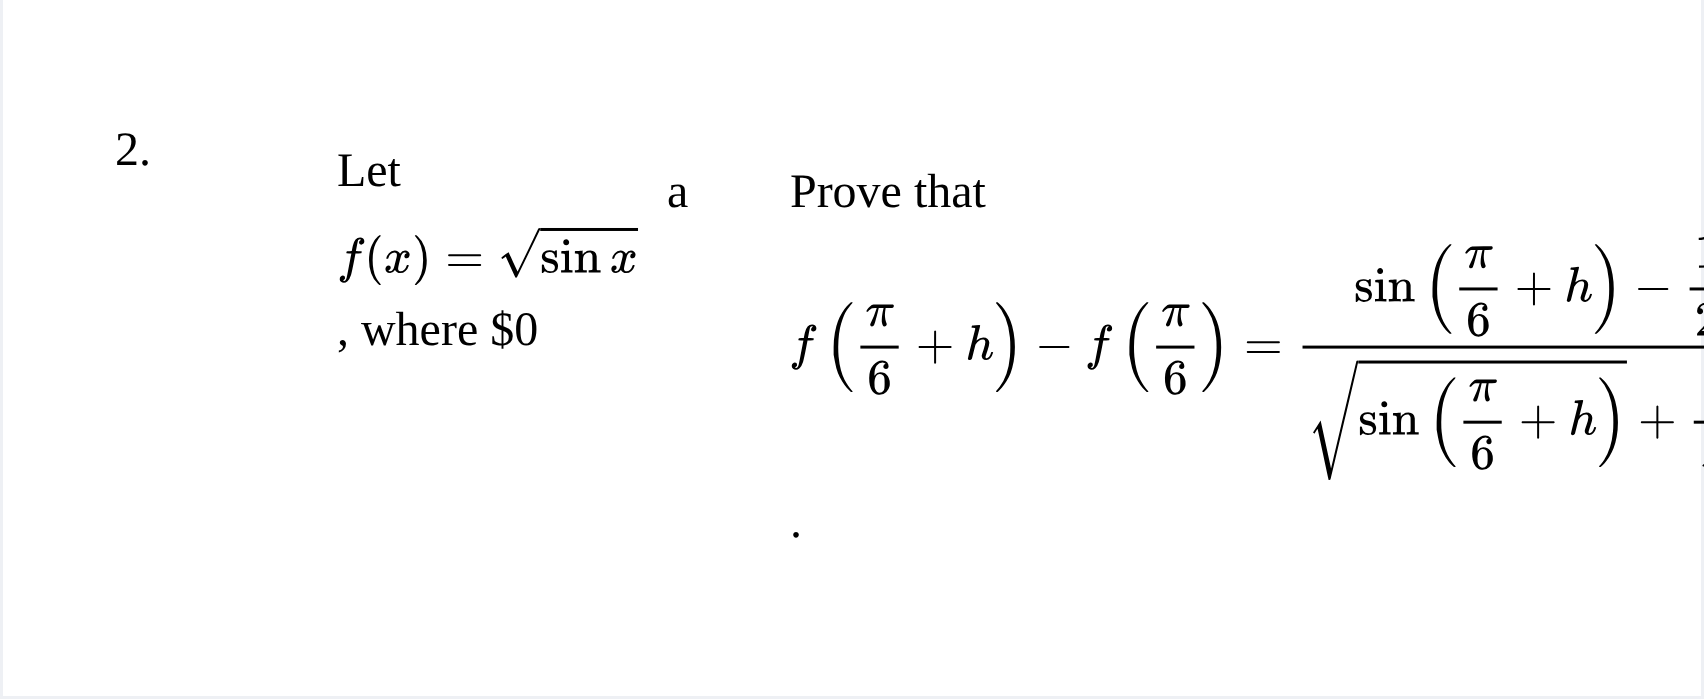 2.
Let
f(x) = √(sin x)
, where $0
a
Prove that
f(π/6 + h) − f(π/6) = (sin(π/6 + h) −)/(√(sin(π/6 + h)) +)
.